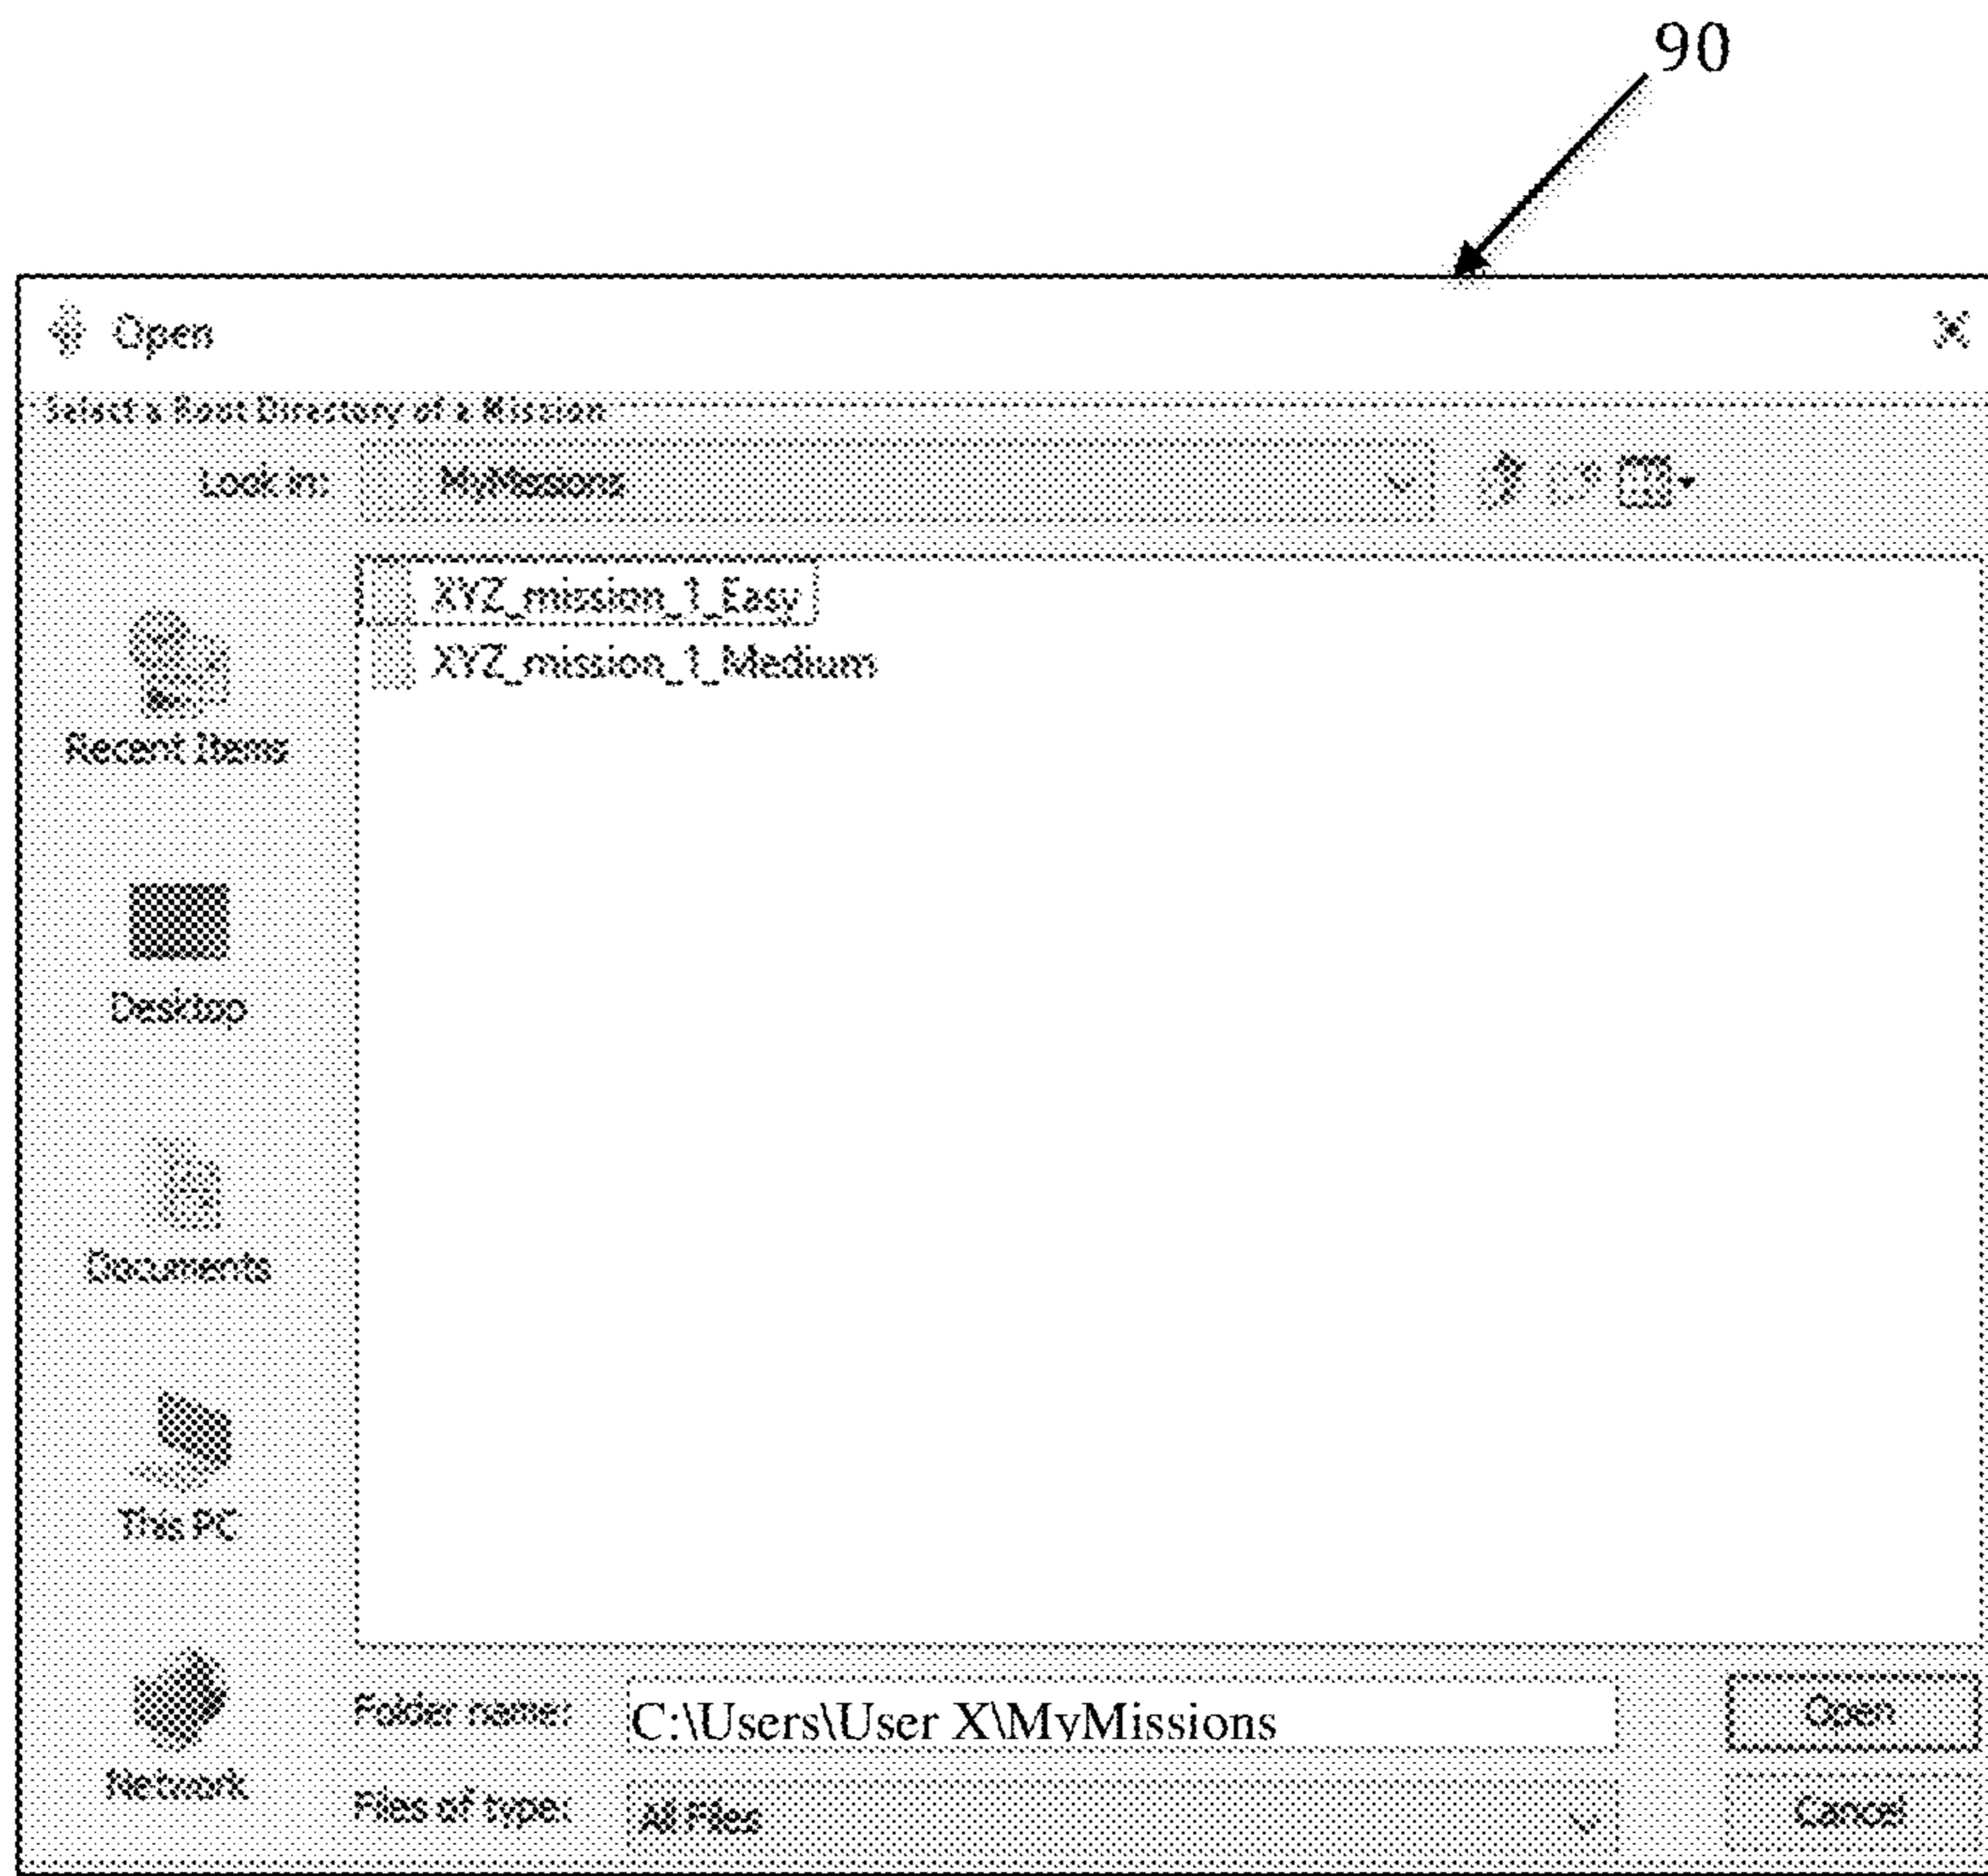 90
Open
Select a Root Directory of a Mission
Look in: MyMissions
XYZ_mission_1_Easy
XYZ_mission_1_Medium
Recent Items
Desktop
Documents
This PC
Network
Folder name: C:\Users\User X\MyMissions Open
Files of type: All Files Cancel